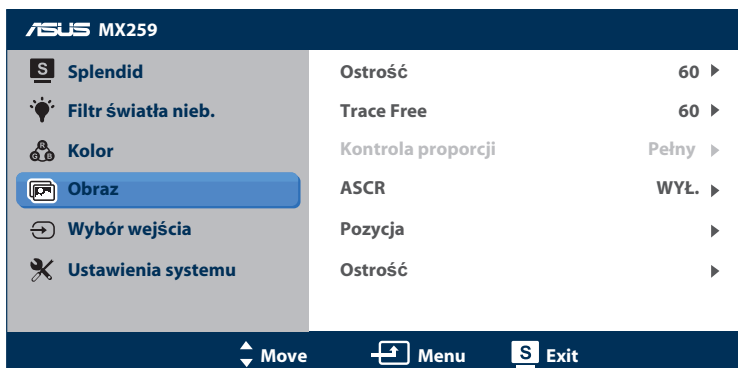 ASUS MX259
S Splendid
Filtr światła nieb.
R G B Kolor
Obraz
Wybór wejścia
Ustawienia systemu
Ostrość 60
Trace Free 60
Kontrola proporcji Pełny
ASCR WYŁ.
Pozycja
Ostrość
Move Menu S Exit